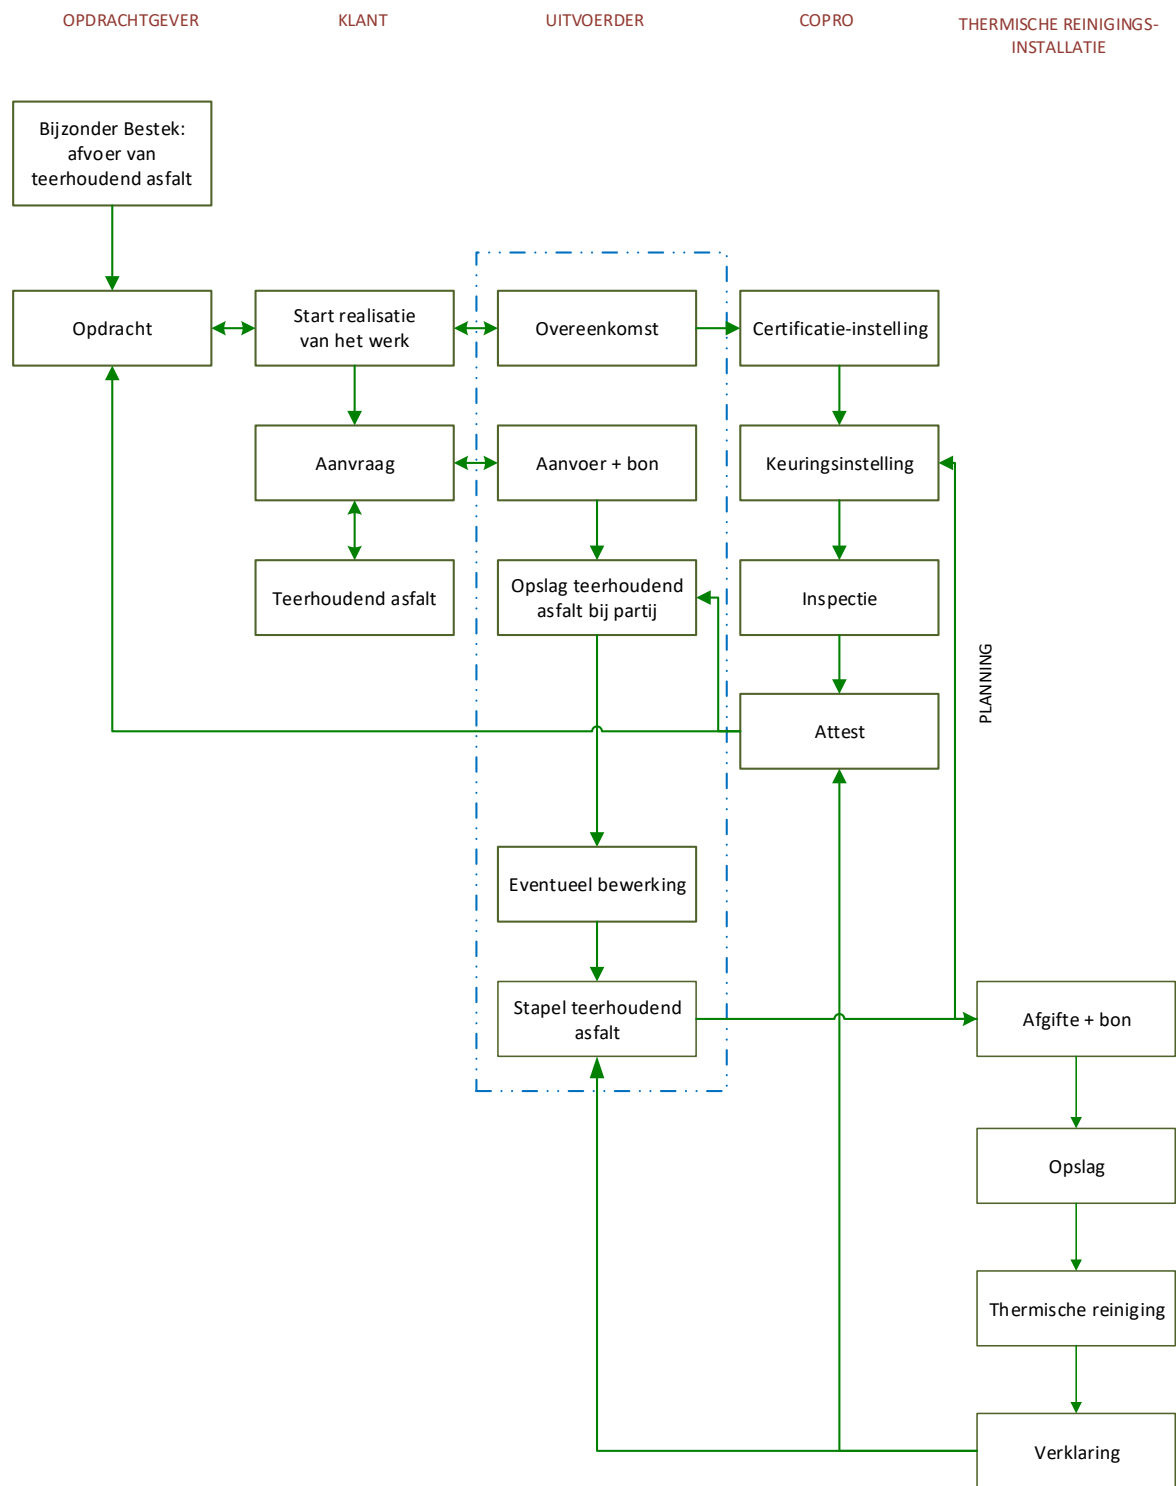 OPDRACHTGEVER
KLANT
UITVOERDER
COPRO
THERMISCHE REINIGINGS-
INSTALLATIE
Bijzonder Bestek:
afvoer van
teerhoudend asfalt
Opdracht
Start realisatie
van het werk
Overeenkomst
Certificatie-instelling
Aanvraag
Aanvoer + bon
Keuringsinstelling
Teerhoudend asfalt
Opslag teerhoudend
asfalt bij partij
Inspectie
PLANNING
Attest
Eventueel bewerking
Stapel teerhoudend
asfalt
Afgifte + bon
Opslag
Thermische reiniging
Verklaring